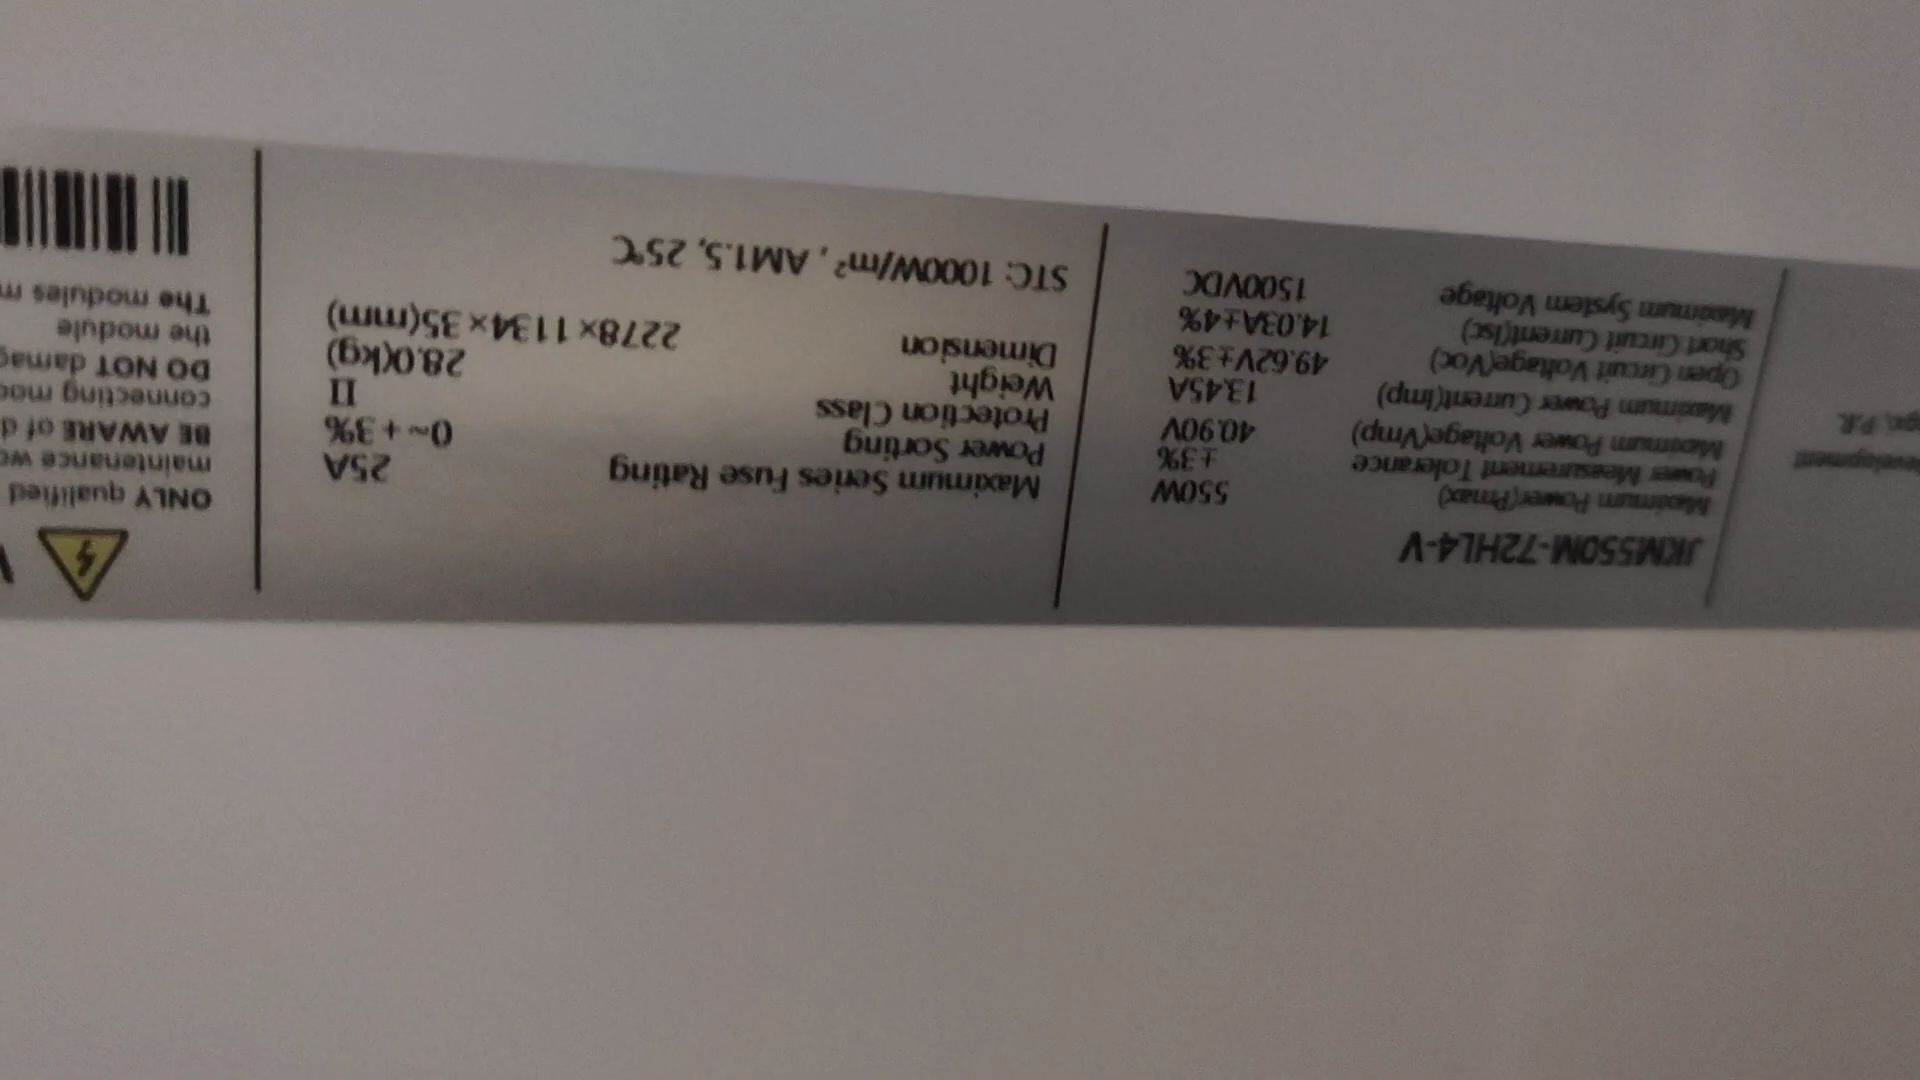 evelopment
JKM550M-72HL4-V
Maximum Power(Pmax) 550W
Power Measurement Tolerance ±3%
Maximum Power Voltage(Vmp) 40.90V
Maximum Power Current(Imp) 13.45A
Open Circuit Voltage(Voc) 49.62V±3%
Short Circuit Current(Isc) 14.03A±4%
Maximum System Voltage 1500VDC
Maximum Series Fuse Rating 25A
Power Sorting 0~+3%
Protection Class II
Weight 28.0(kg)
Dimension 2278×1134×35(mm)
STC: 1000W/m², AM1.5, 25℃
ONLY qualified
maintenance wo
BE AWARE of d
connecting mod
DO NOT damag
the module
The modules m